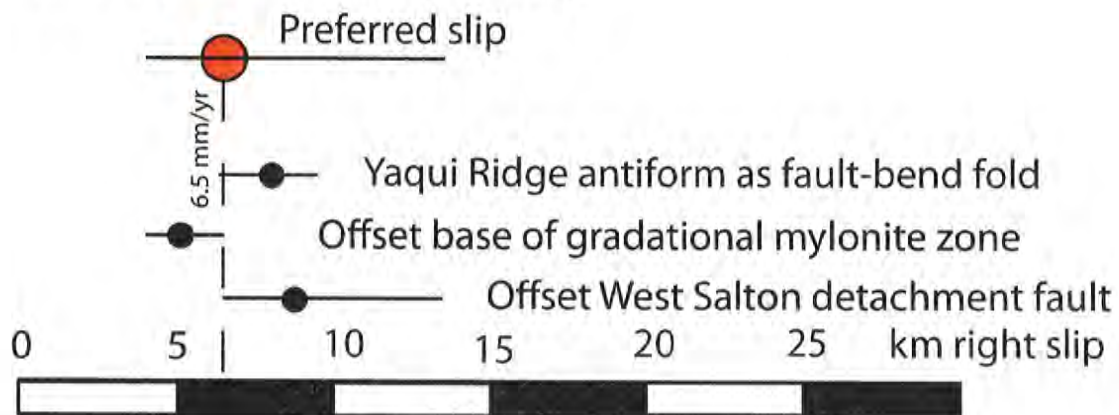 Preferred slip
6.5 mm/yr
Yaqui Ridge antiform as fault-bend fold
Offset base of gradational mylonite zone
Offset West Salton detachment fault
0 5 10 15 20 25 km right slip